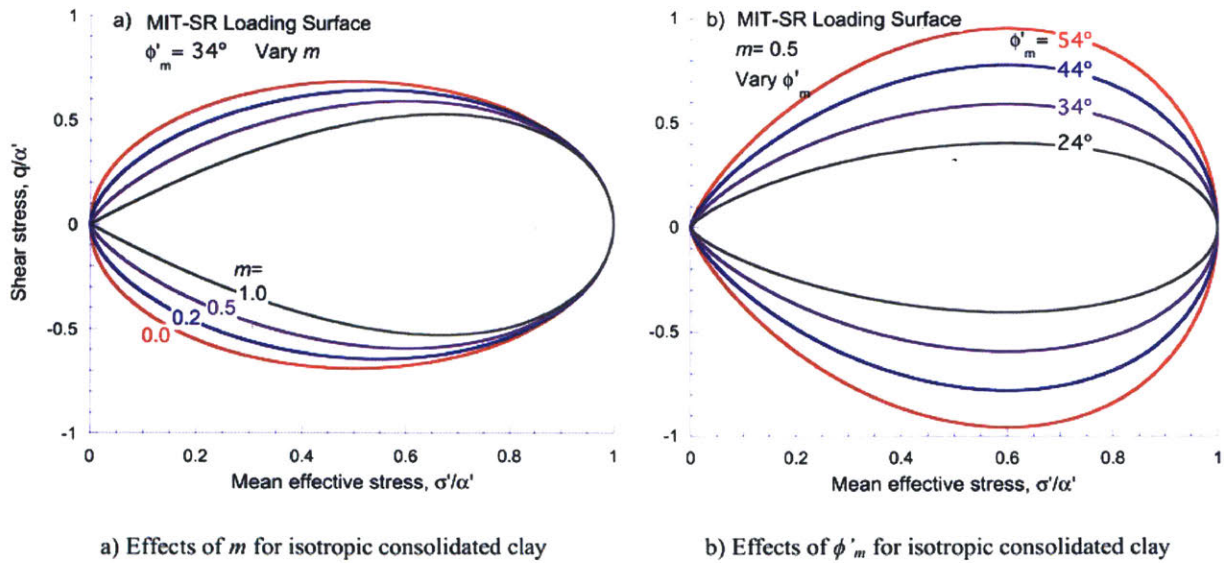 a) MIT-SR Loading Surface
ϕ'm = 34° Vary m
1
0.5
0
-0.5
-1
Shear stress, q/α'
m=
1.0
0.5
0.2
0.0
0 0.2 0.4 0.6 0.8 1
Mean effective stress, σ'/α'
a) Effects of m for isotropic consolidated clay
b) MIT-SR Loading Surface
m= 0.5
Vary ϕ'm
ϕ'm = 54°
44°
34°
24°
1
0.5
0
-0.5
-1
0.2 0.4 0.6 0.8 1
Mean effective stress, σ'/α'
b) Effects of ϕ'm for isotropic consolidated clay